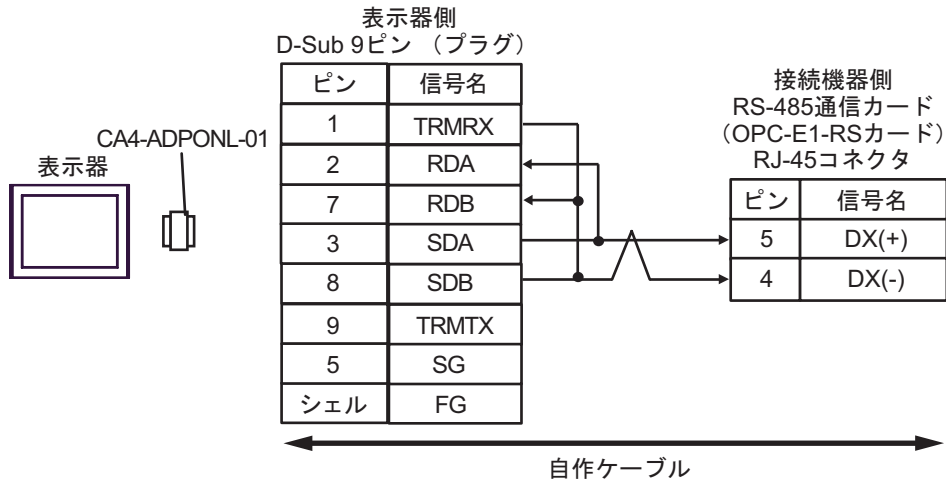 表示器側
D-Sub 9ピン （プラグ）
ピン 信号名
1 TRMRX
2 RDA
7 RDB
3 SDA
8 SDB
9 TRMTX
5 SG
シェル FG
CA4-ADPONL-01
表示器
接続機器側
RS-485通信カード
（OPC-E1-RSカード）
RJ-45コネクタ
ピン 信号名
5 DX(+)
4 DX(-)
自作ケーブル